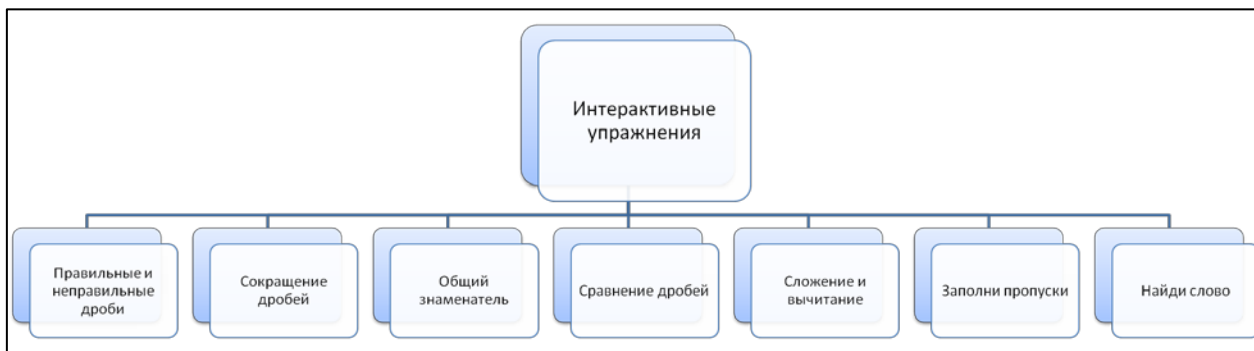 Интерактивные
упражнения
Правильные и
неправильные
дроби
Сокращение
дробей
Общий
знаменатель
Сравнение дробей
Сложение и
вычитание
Заполни пропуски
Найди слово